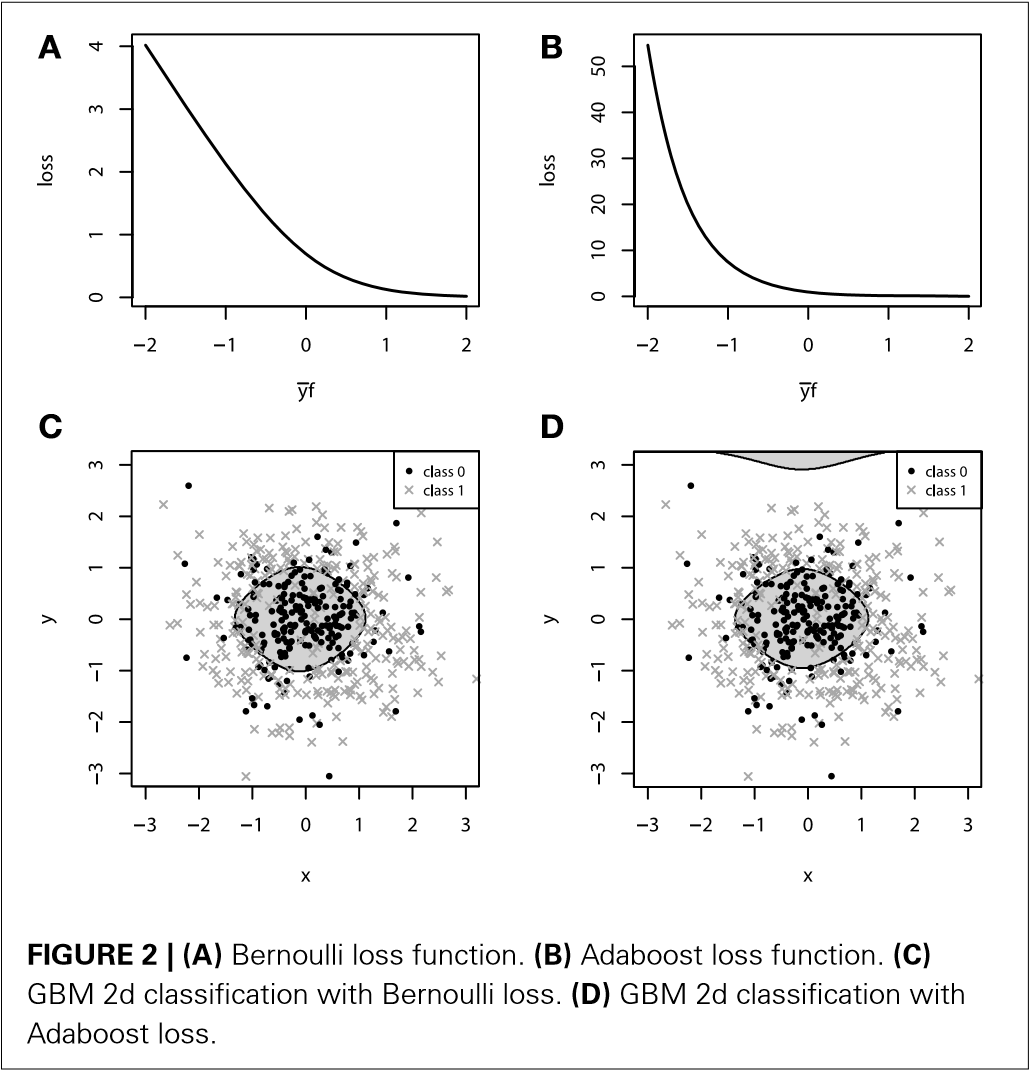 A
4
3
2
1
0
loss
−2 −1 0 1 2
y̅f
B
50
40
30
20
10
0
loss
−2 −1 0 1 2
y̅f
C
3
2
1
0
−1
−2
−3
y
class 0
class 1
−3 −2 −1 0 1 2 3
x
D
3
2
1
0
−1
−2
−3
y
class 0
class 1
−3 −2 −1 0 1 2 3
x
FIGURE 2 | (A) Bernoulli loss function. (B) Adaboost loss function. (C)
GBM 2d classification with Bernoulli loss. (D) GBM 2d classification with
Adaboost loss.